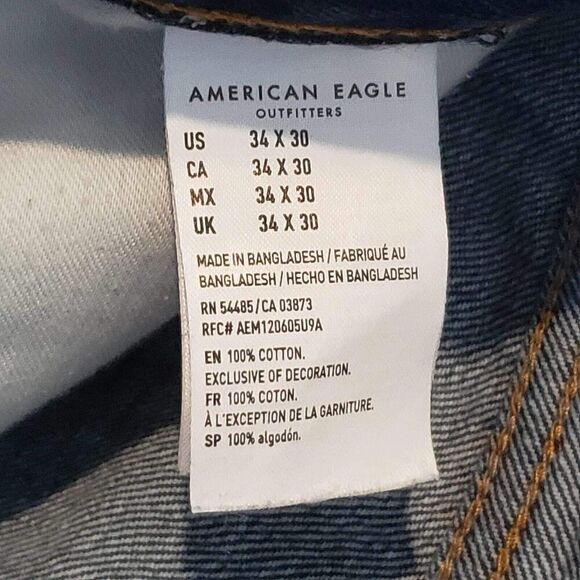 AMERICAN EAGLE
OUTFITTERS
US 34 X 30
CA 34 X 30
MX 34 X 30
UK 34 X 30
MADE IN BANGLADESH / FABRIQUÉ AU
BANGLADESH / HECHO EN BANGLADESH
RN 54485/CA 03873
RFC# AEM120605U9A
EN 100% COTTON.
EXCLUSIVE OF DECORATION.
FR 100% COTON.
À L'EXCEPTION DE LA GARNITURE.
SP 100% algodón.